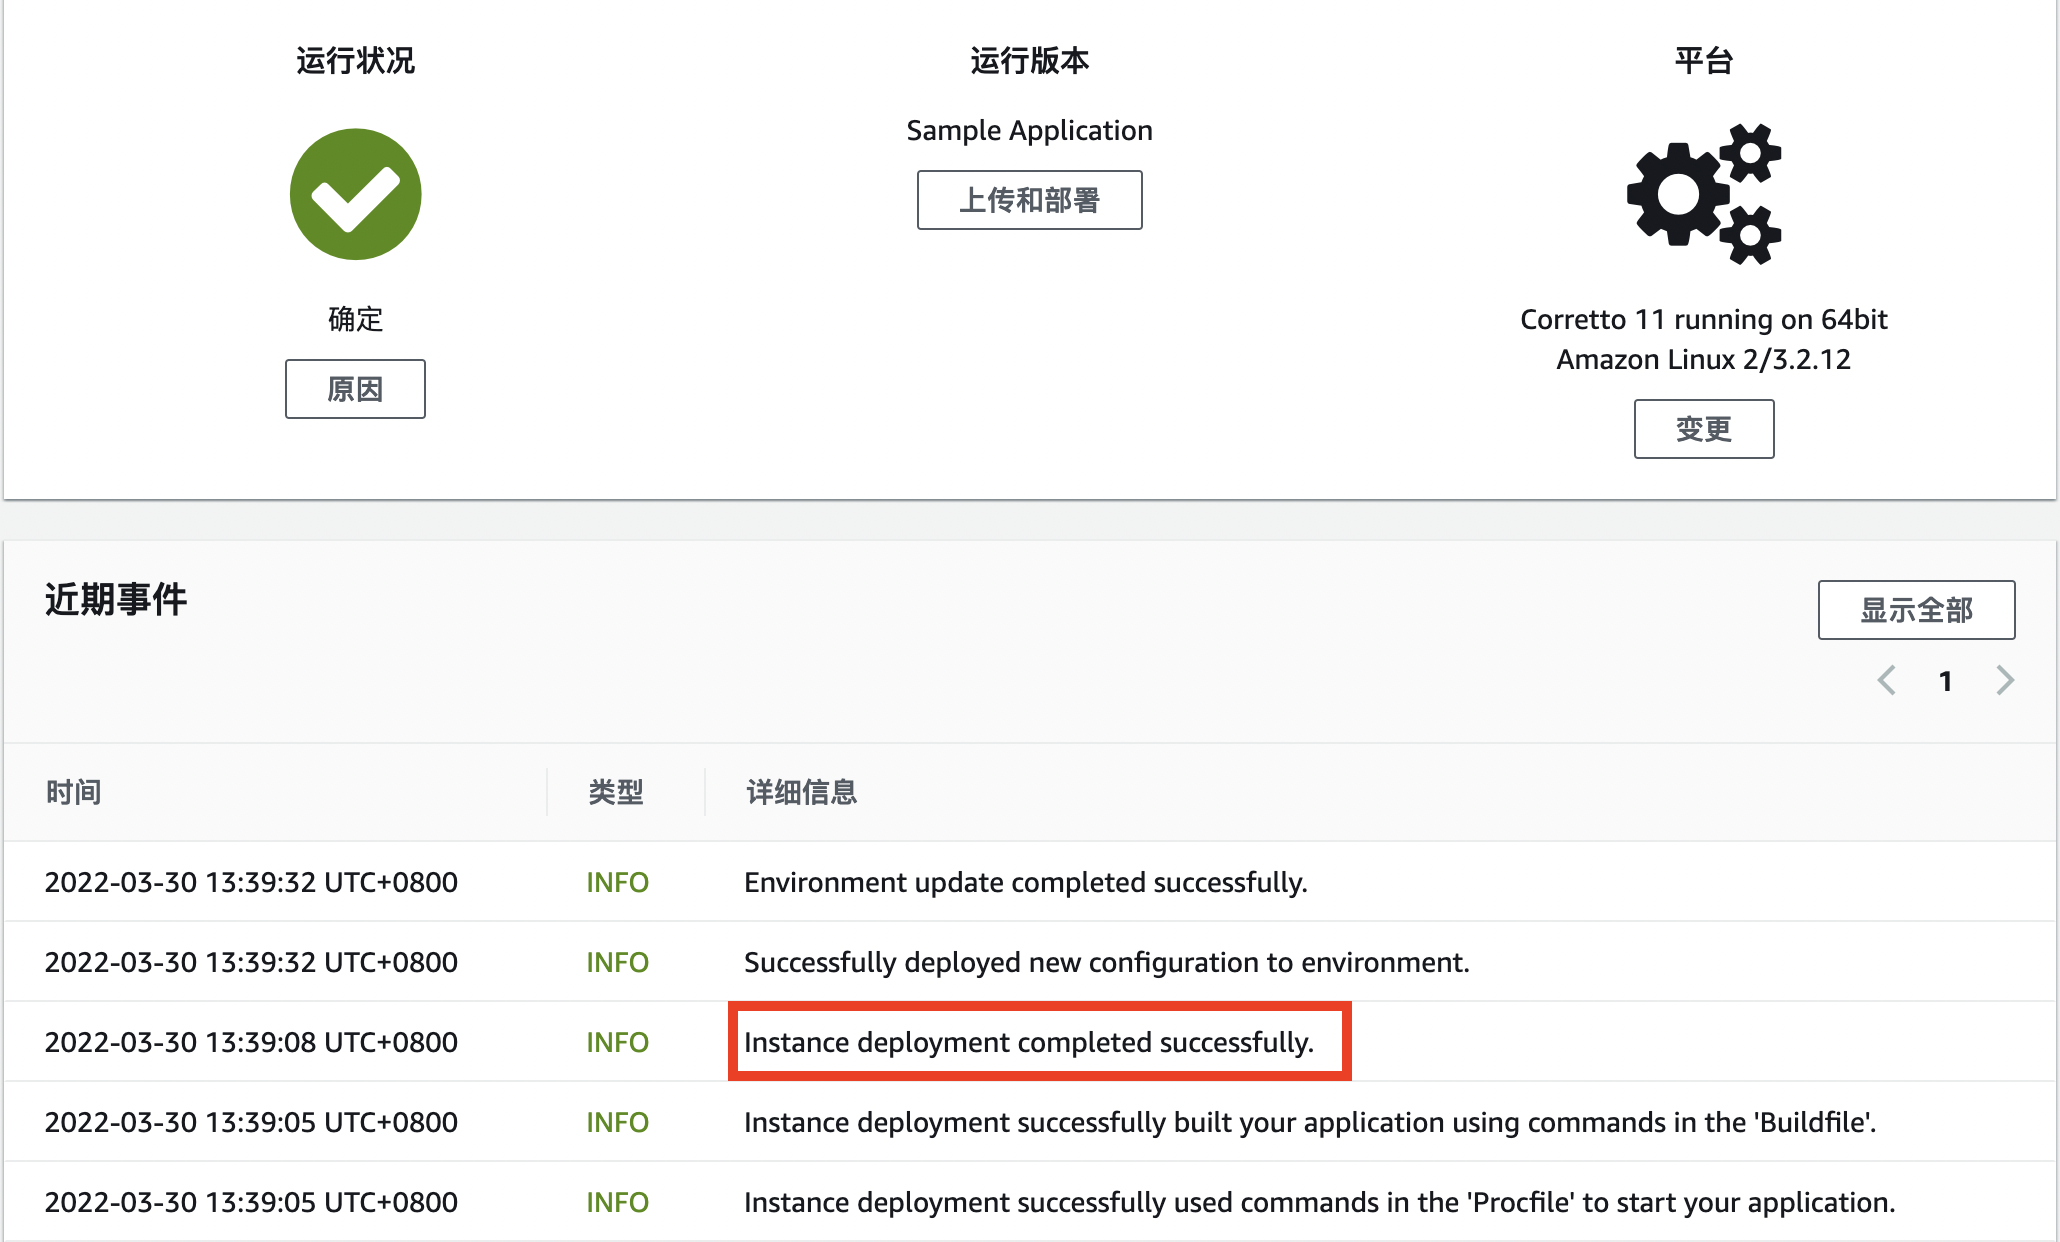 运行状况
确定
原因
运行版本
Sample Application
上传和部署
平台
Corretto 11 running on 64bit
Amazon Linux 2/3.2.12
变更
近期事件
显示全部
1
时间 类型 详细信息
2022-03-30 13:39:32 UTC+0800 INFO Environment update completed successfully.
2022-03-30 13:39:32 UTC+0800 INFO Successfully deployed new configuration to environment.
2022-03-30 13:39:08 UTC+0800 INFO Instance deployment completed successfully.
2022-03-30 13:39:05 UTC+0800 INFO Instance deployment successfully built your application using commands in the 'Buildfile'.
2022-03-30 13:39:05 UTC+0800 INFO Instance deployment successfully used commands in the 'Procfile' to start your application.